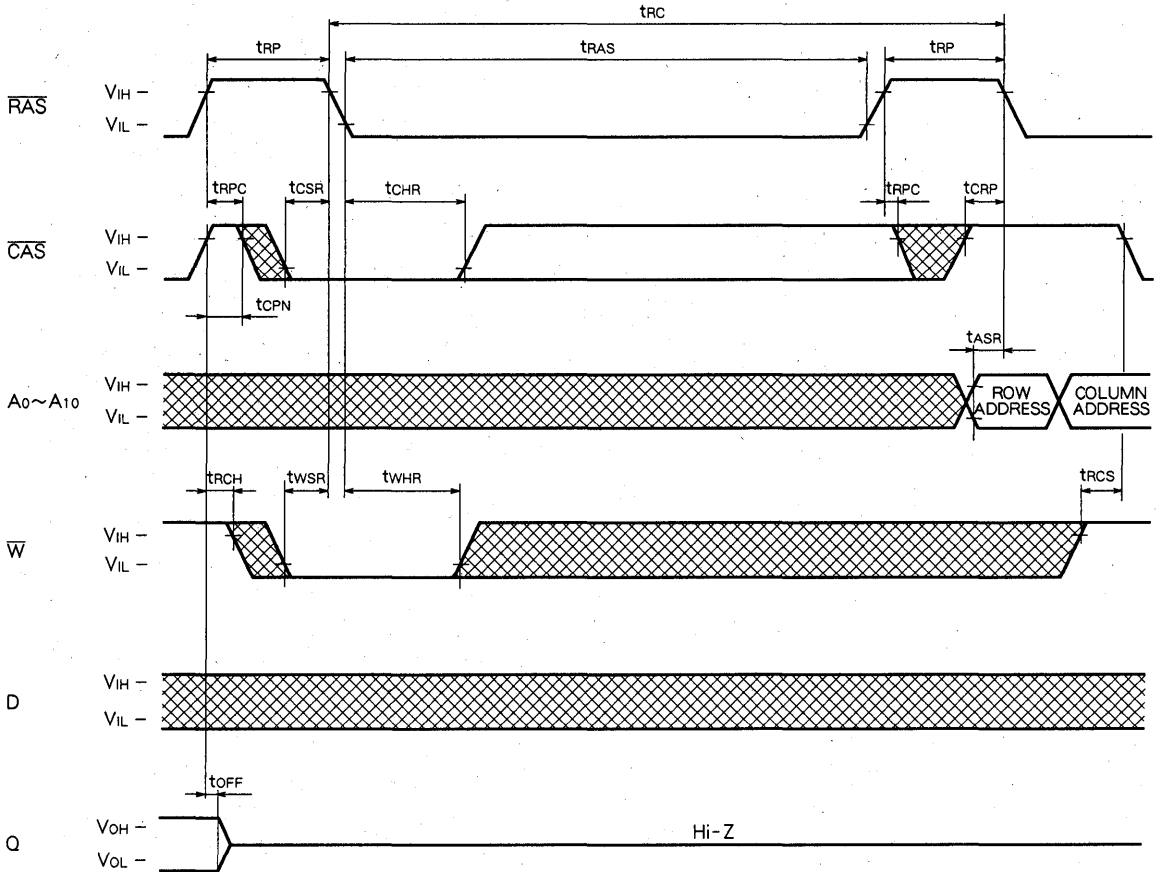 tRC
tRP tRAS tRP
RAS
VIH –
VIL –
tRPC tCSR tCHR tRPC tCRP
CAS
VIH –
VIL –
tCPN
tASR
A0~A10
VIH –
VIL –
ROW ADDRESS
COLUMN ADDRESS
tRCH tWSR tWHR tRCS
W
VIH –
VIL –
D
VIH –
VIL –
tOFF
Q
VOH –
VOL –
Hi-Z